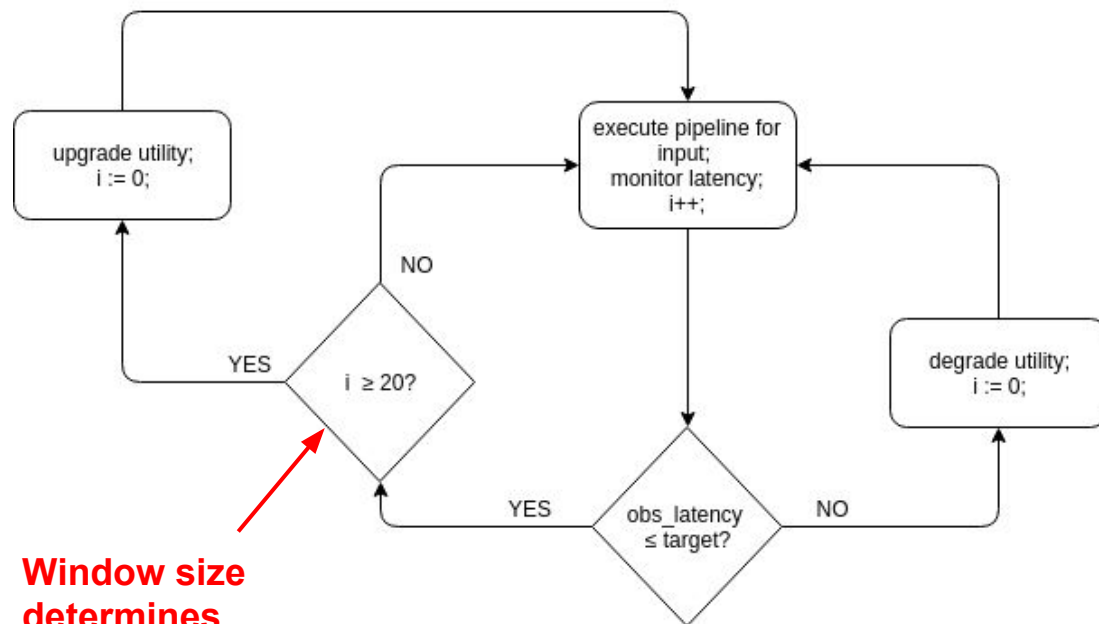 execute pipeline for
input;
monitor latency;
i++;
upgrade utility;
i := 0;
NO
YES
i ≥ 20?
degrade utility;
i := 0;
YES
obs_latency
≤ target?
NO
Window size
determines